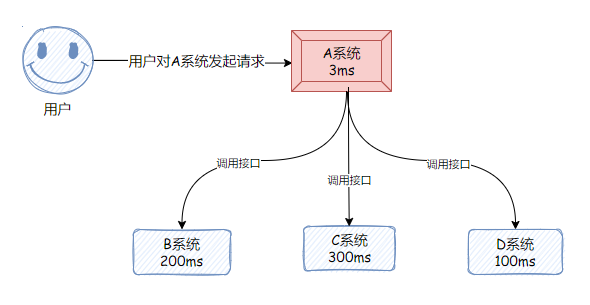 用户对A系统发起请求
A系统
3ms
用户
调用接口
调用接口
调用接口
B系统
200ms
C系统
300ms
D系统
100ms